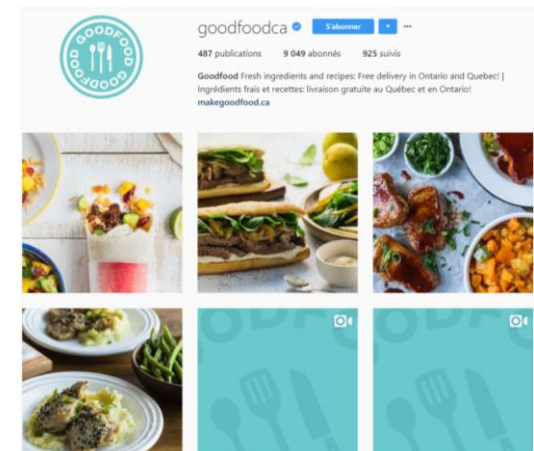 GOODFOOD GOODFOOD
goodfoodca S'abonner
487 publications 9 049 abonnés 925 suivis
Goodfood Fresh ingredients and recipes: Free delivery in Ontario and Quebec! |
Ingrédients frais et recettes: livraison gratuite au Québec et en Ontario!
makegoodfood.ca